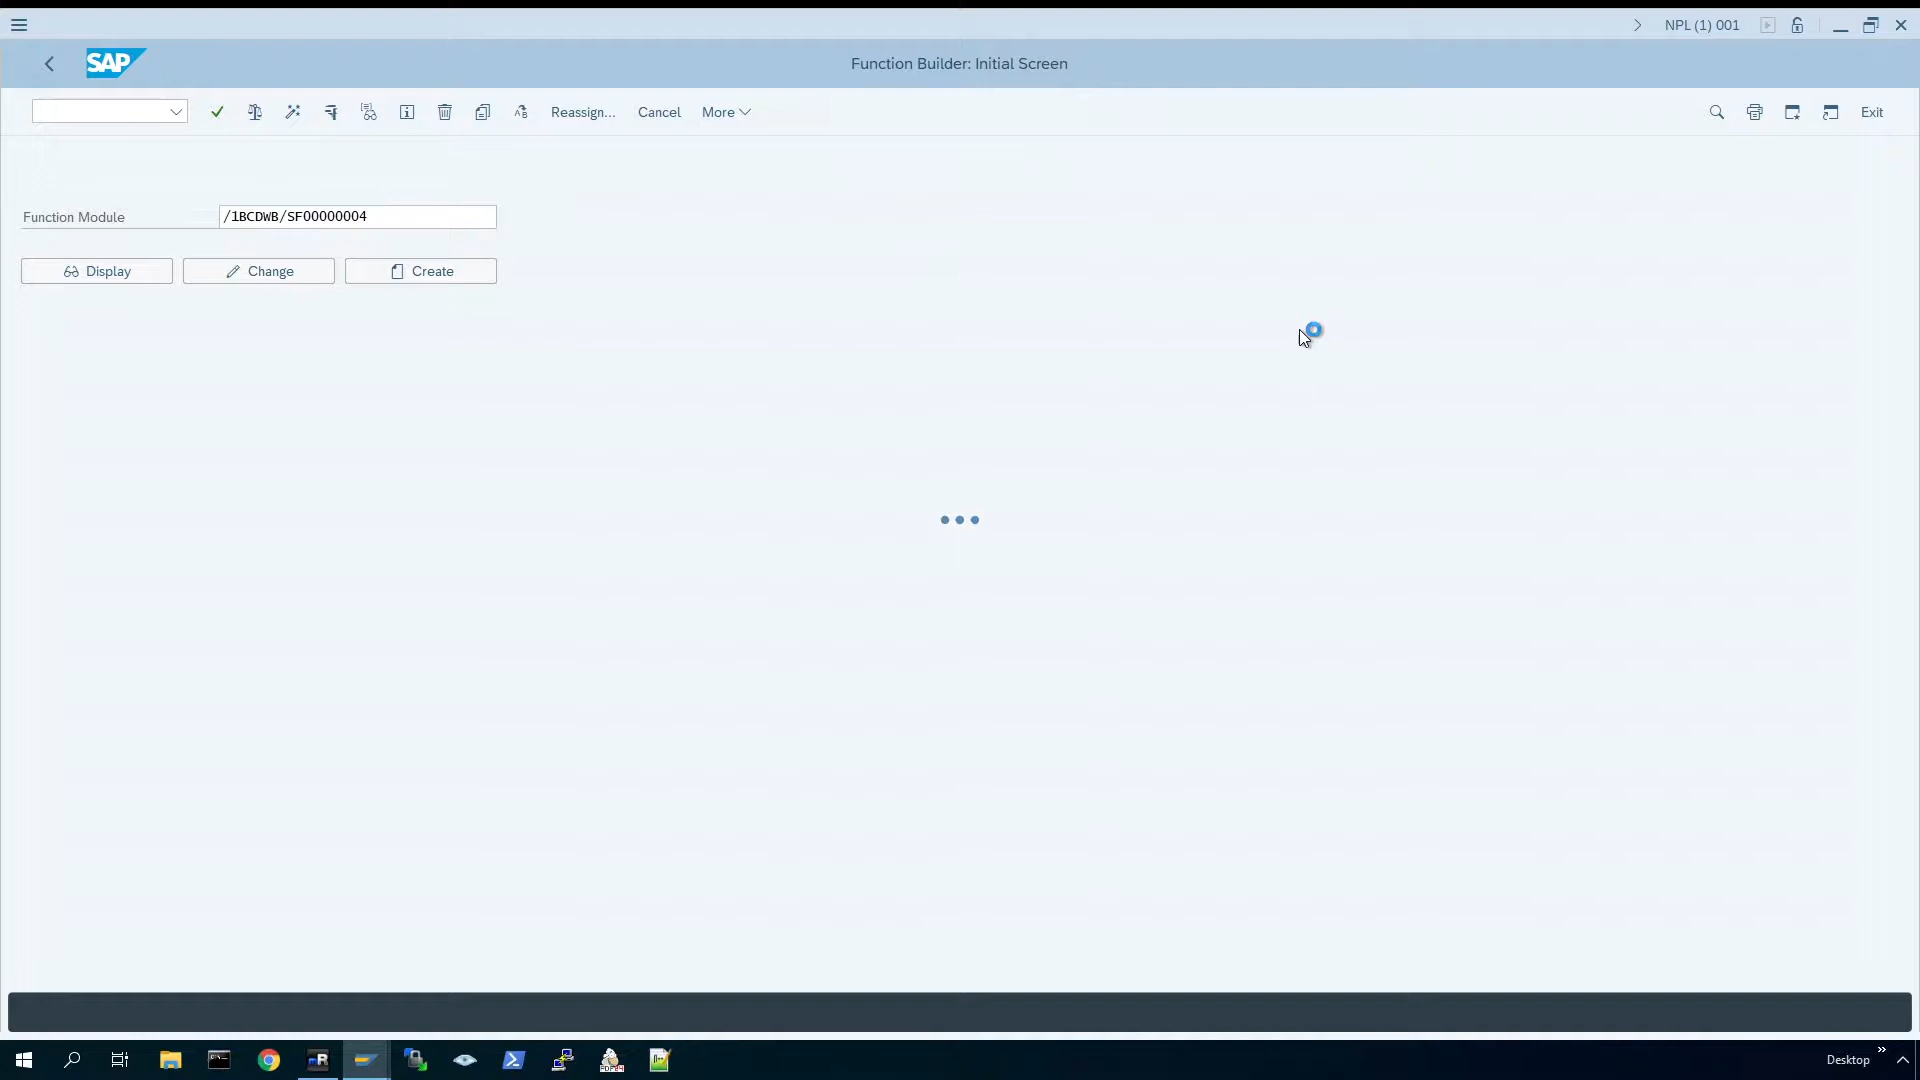 NPL (1) 001
SAP
Function Builder: Initial Screen
Reassign... Cancel More
Exit
Function Module /1BCDWB/SF00000004
Display Change Create
Desktop